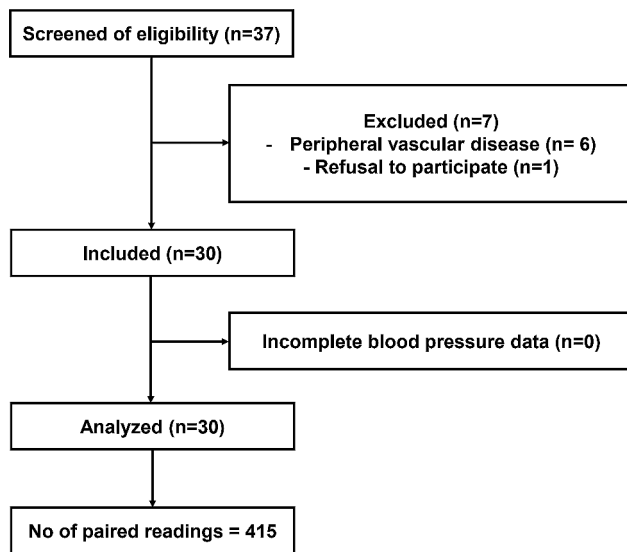 Screened of eligibility (n=37)
Excluded (n=7)
- Peripheral vascular disease (n= 6)
- Refusal to participate (n=1)
Included (n=30)
Incomplete blood pressure data (n=0)
Analyzed (n=30)
No of paired readings = 415